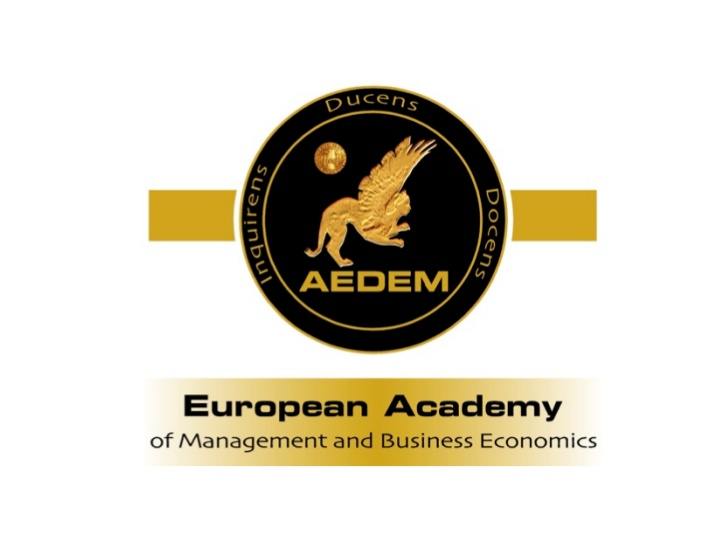 Ducens
Inquirens
Docens
AEDEM
European Academy
of Management and Business Economics